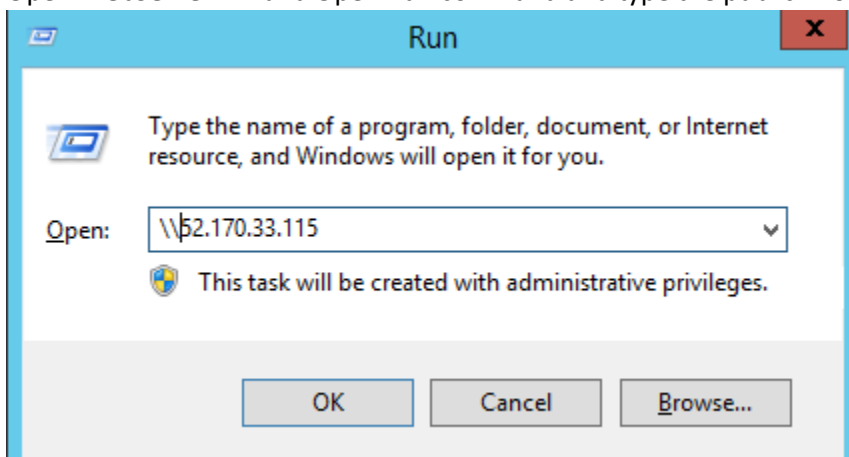 Run
x
Type the name of a program, folder, document, or Internet
resource, and Windows will open it for you.
Open: \\52.170.33.115
This task will be created with administrative privileges.
OK Cancel Browse...